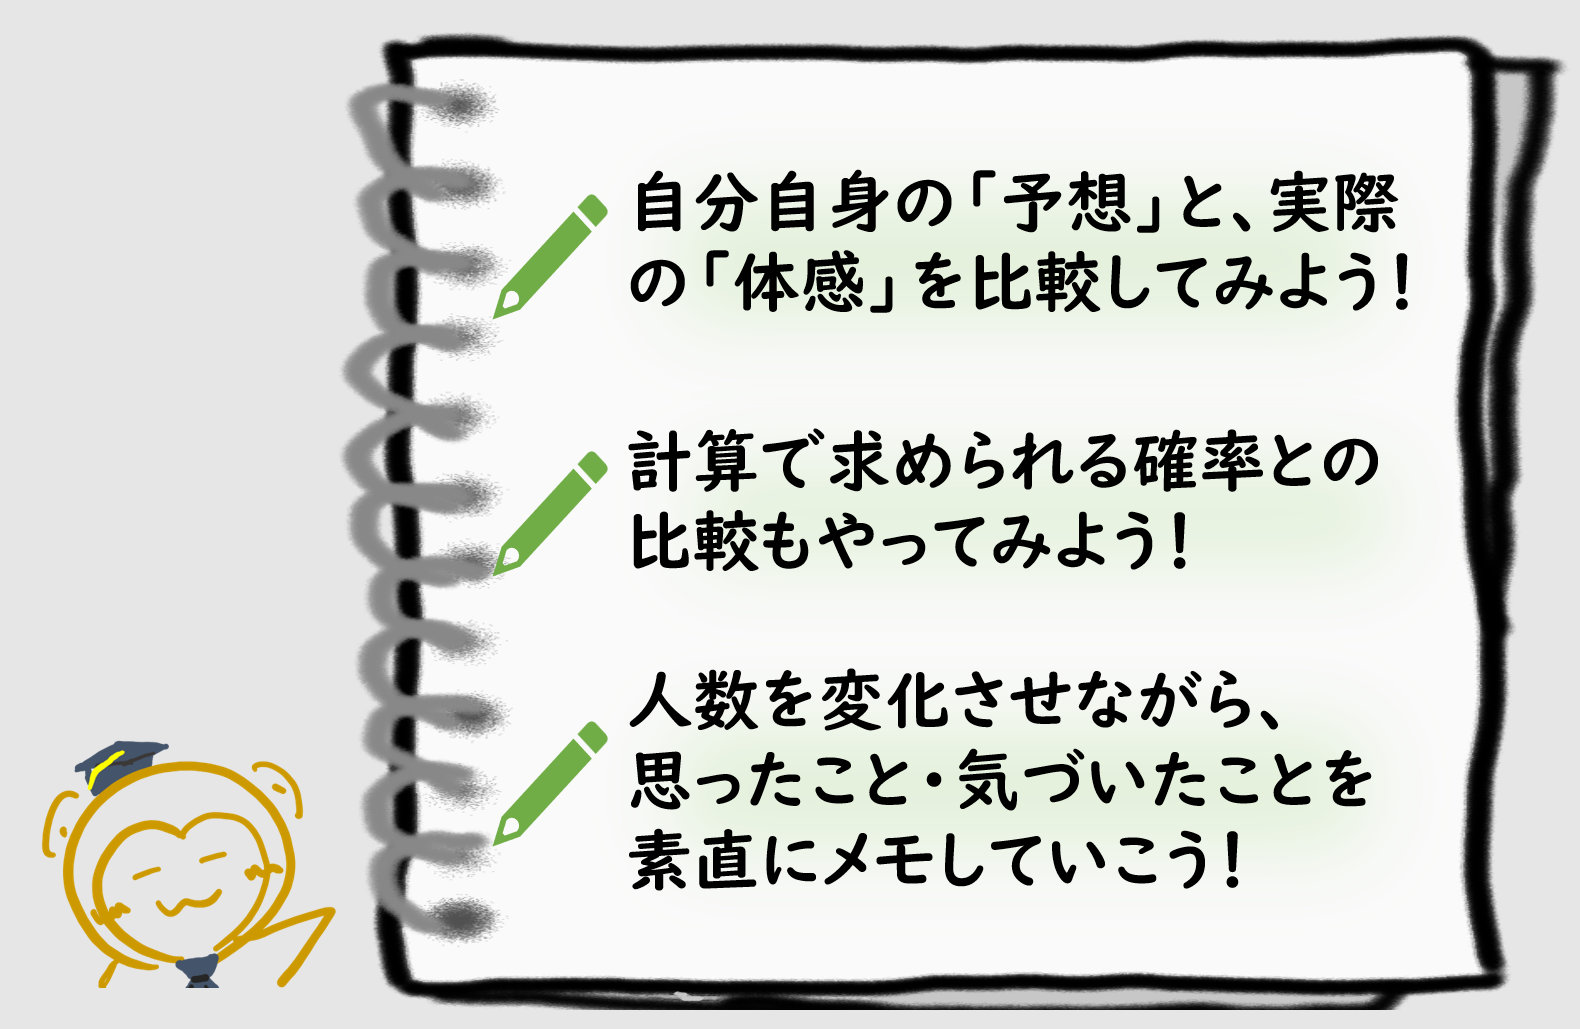 自分自身の「予想」と、実際
の「体感」を比較してみよう！
計算で求められる確率との
比較もやってみよう！
人数を変化させながら、
思ったこと・気づいたことを
素直にメモしていこう！